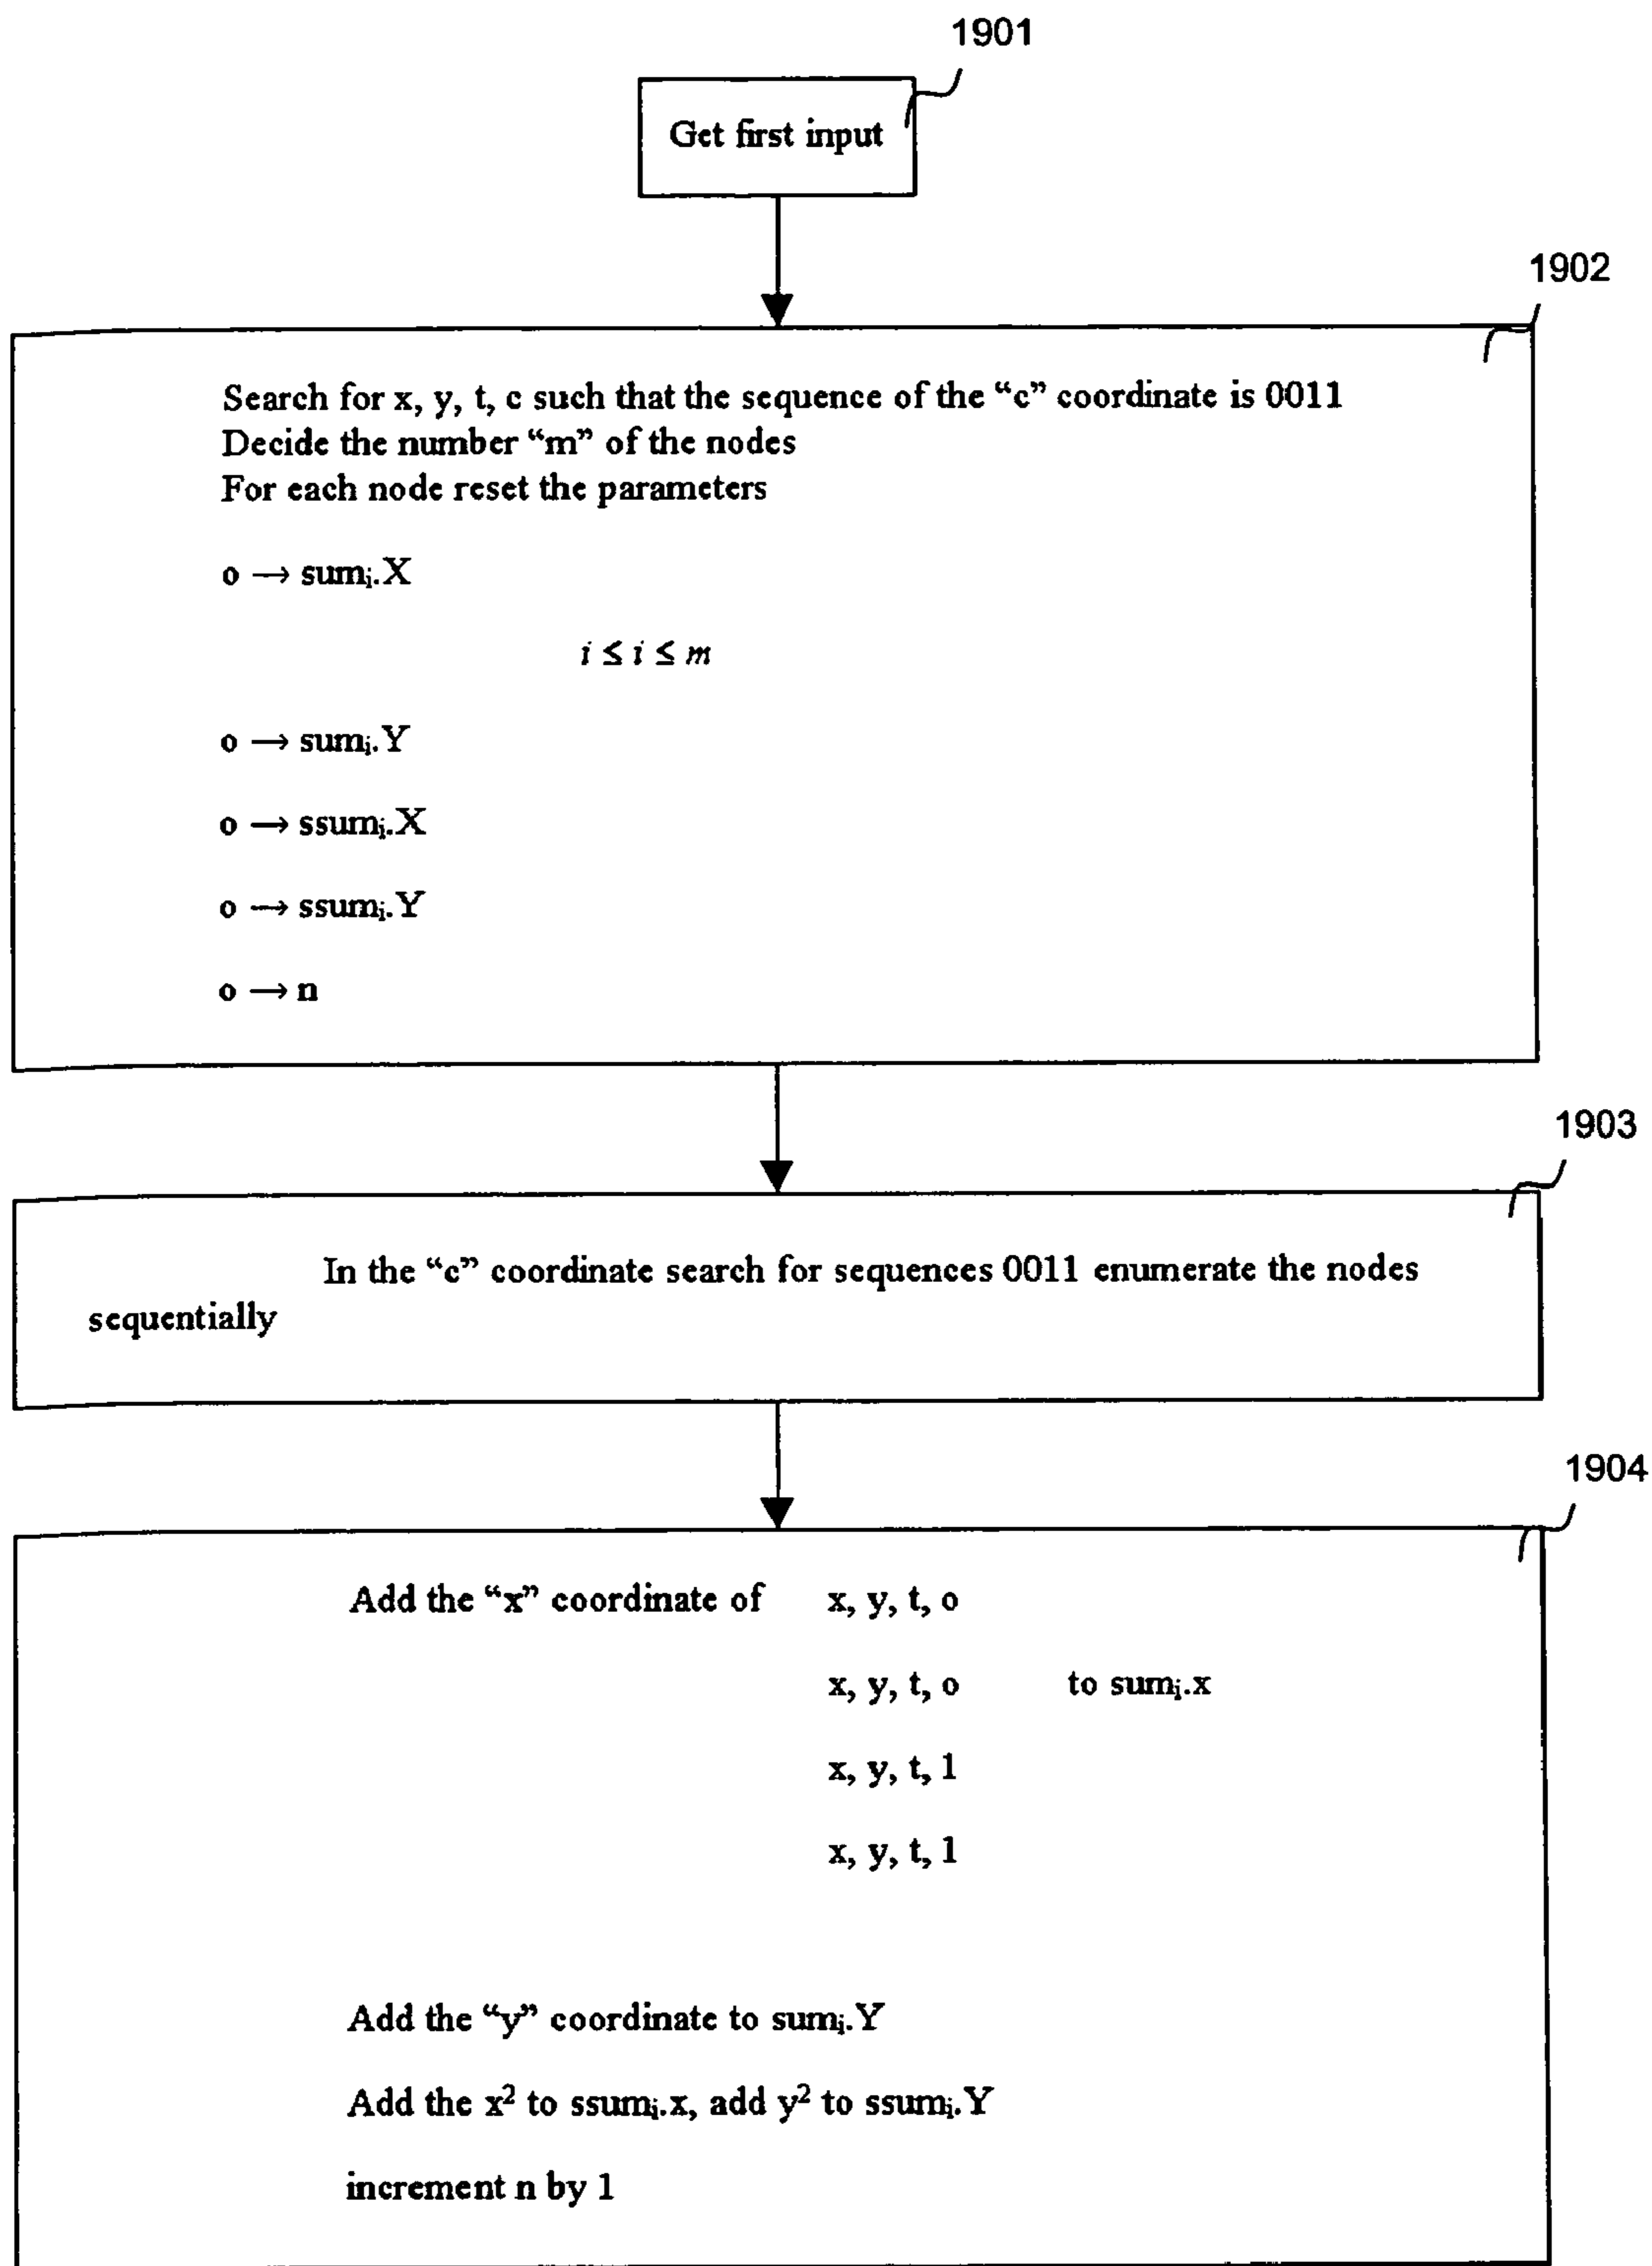 1901
Get first input
1902
Search for x, y, t, c such that the sequence of the “c” coordinate is 0011
Decide the number “m” of the nodes
For each node reset the parameters
o → sumᵢ.X
i ≤ i ≤ m
o → sumᵢ.Y
o → ssumᵢ.X
o → ssumᵢ.Y
o → n
1903
In the “c” coordinate search for sequences 0011 enumerate the nodes
sequentially
1904
Add the “x” coordinate of x, y, t, o
x, y, t, o to sumᵢ.x
x, y, t, 1
x, y, t, 1
Add the “y” coordinate to sumᵢ.Y
Add the x² to ssumᵢ.x, add y² to ssumᵢ.Y
increment n by 1